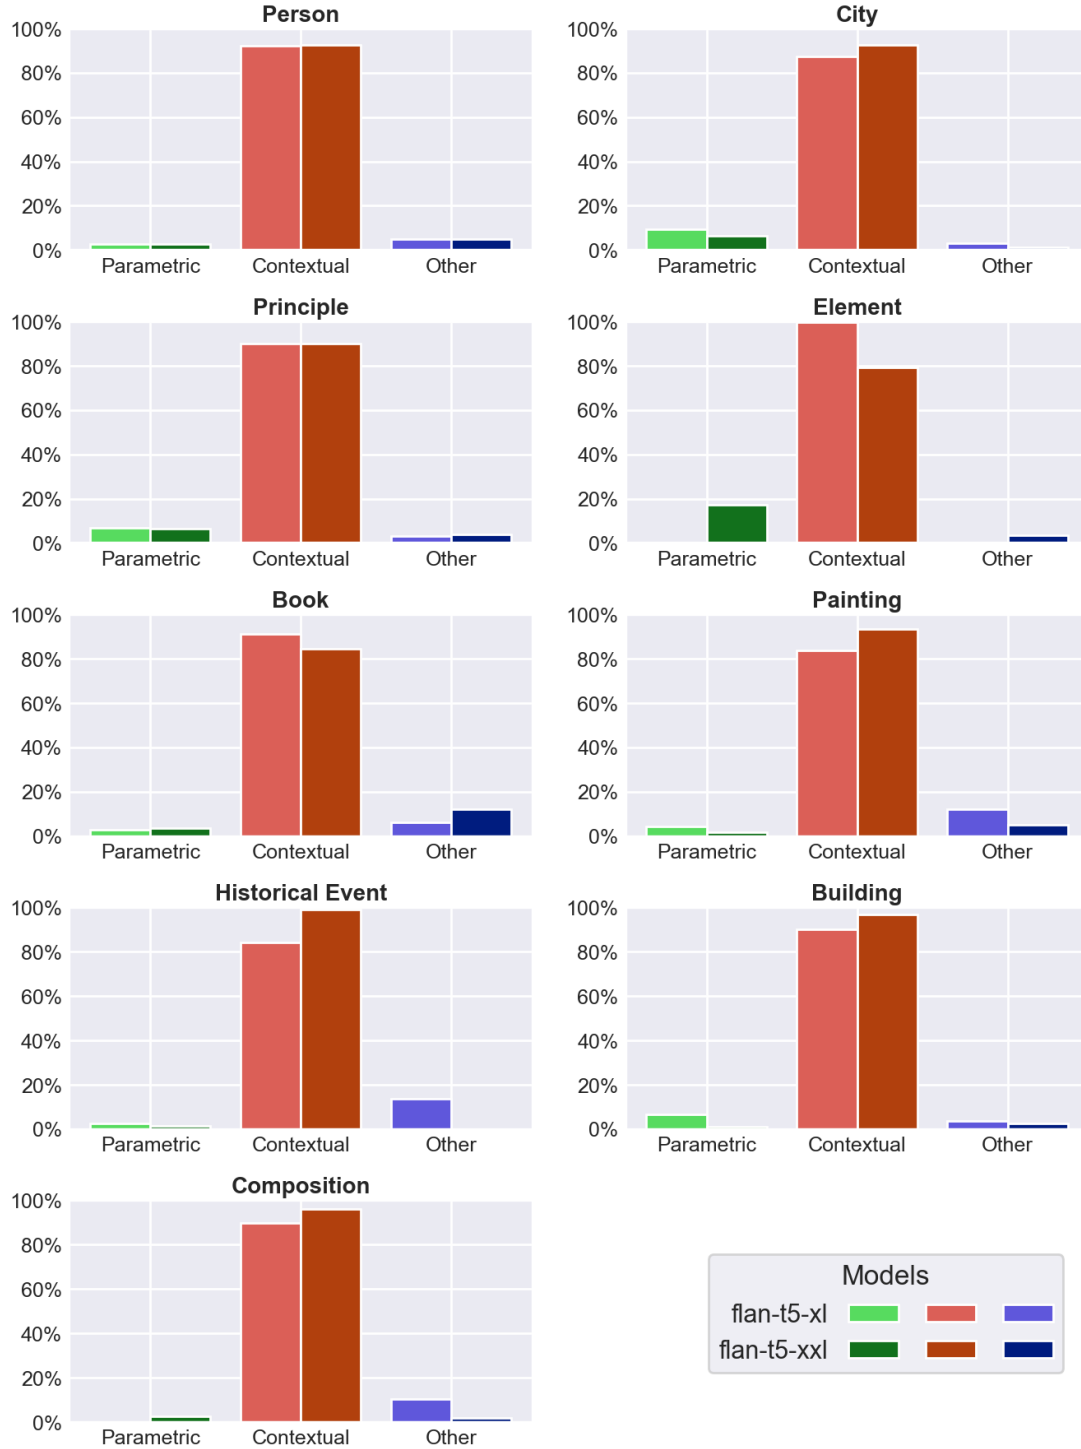 Person
100%
80%
60%
40%
20%
0%
Parametric Contextual Other
City
100%
80%
60%
40%
20%
0%
Parametric Contextual Other
Principle
100%
80%
60%
40%
20%
0%
Parametric Contextual Other
Element
100%
80%
60%
40%
20%
0%
Parametric Contextual Other
Book
100%
80%
60%
40%
20%
0%
Parametric Contextual Other
Painting
100%
80%
60%
40%
20%
0%
Parametric Contextual Other
Historical Event
100%
80%
60%
40%
20%
0%
Parametric Contextual Other
Building
100%
80%
60%
40%
20%
0%
Parametric Contextual Other
Composition
100%
80%
60%
40%
20%
0%
Parametric Contextual Other
Models
flan-t5-xl
flan-t5-xxl